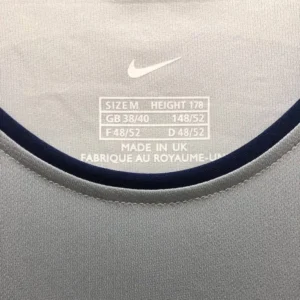 SIZE M HEIGHT 178
GB 38/40 148/52
F 48/52 D 48/52
MADE IN UK
FABRIQUE AU ROYAUME-UNI